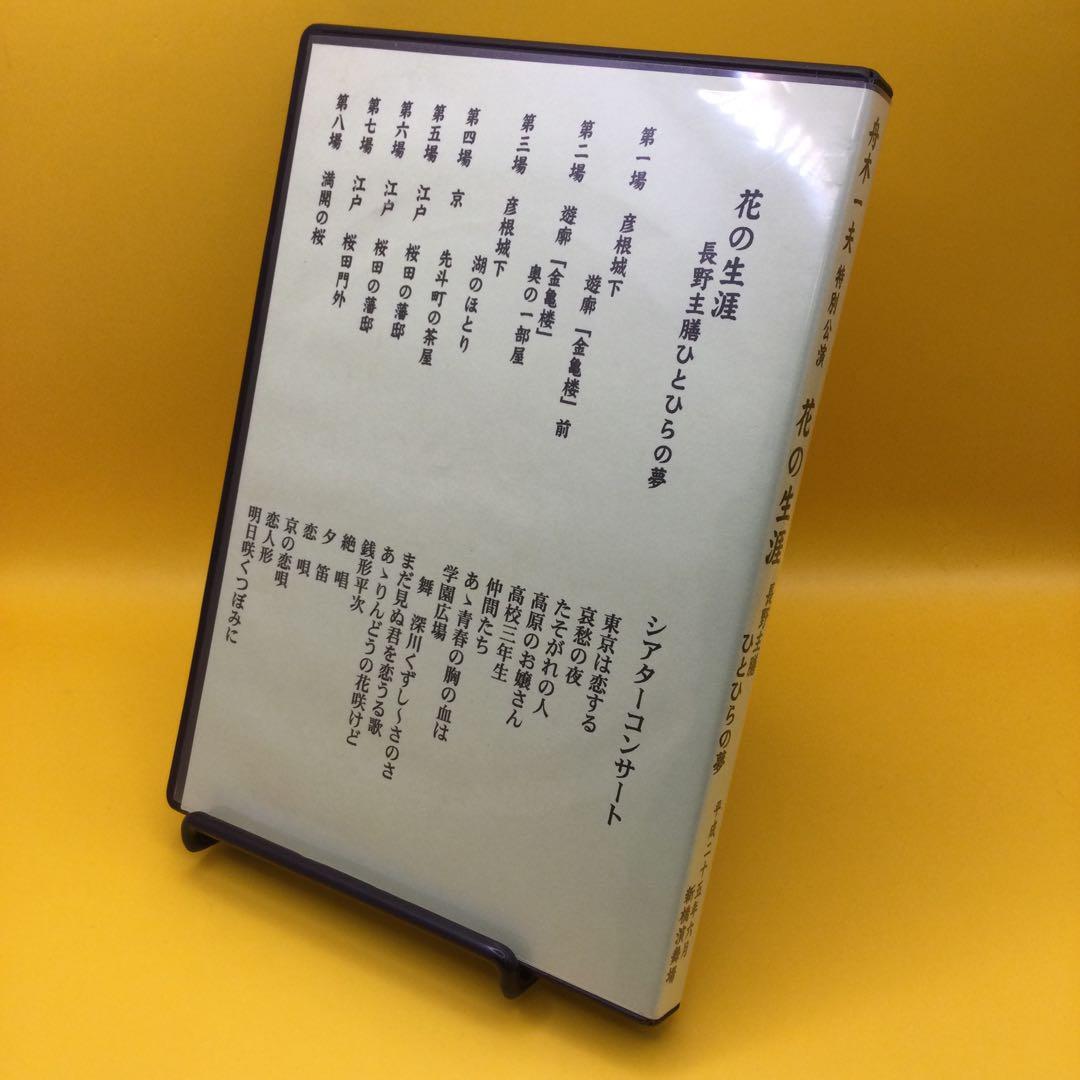 花の生涯
長野主膳ひとひらの夢
第一場 彦根城下
遊廓「金亀楼」前
第二場 遊廓「金亀楼」
奥の一部屋
第三場 彦根城下
湖のほとり
第四場 京 先斗町の茶屋
第五場 江戸 桜田の藩邸
第六場 江戸 桜田の藩邸
第七場 江戸 桜田門外
第八場 満開の桜
シアターコンサート
東京は恋する
哀愁の夜
たそがれの人
高原のお嬢さん
高校三年生
仲間たち
あゝ青春の胸の血は
学園広場
舞 深川くずし〜さのさ
まだ見ぬ君を恋うる歌
あゝりんどうの花咲けど
銭形平次
絶唱
夕笛
恋唄
京の恋唄
恋人形
明日咲くつぼみに
舟木一夫 特別公演 花の生涯 長野主膳 ひとひらの夢 平成二十五年六月 新橋演舞場